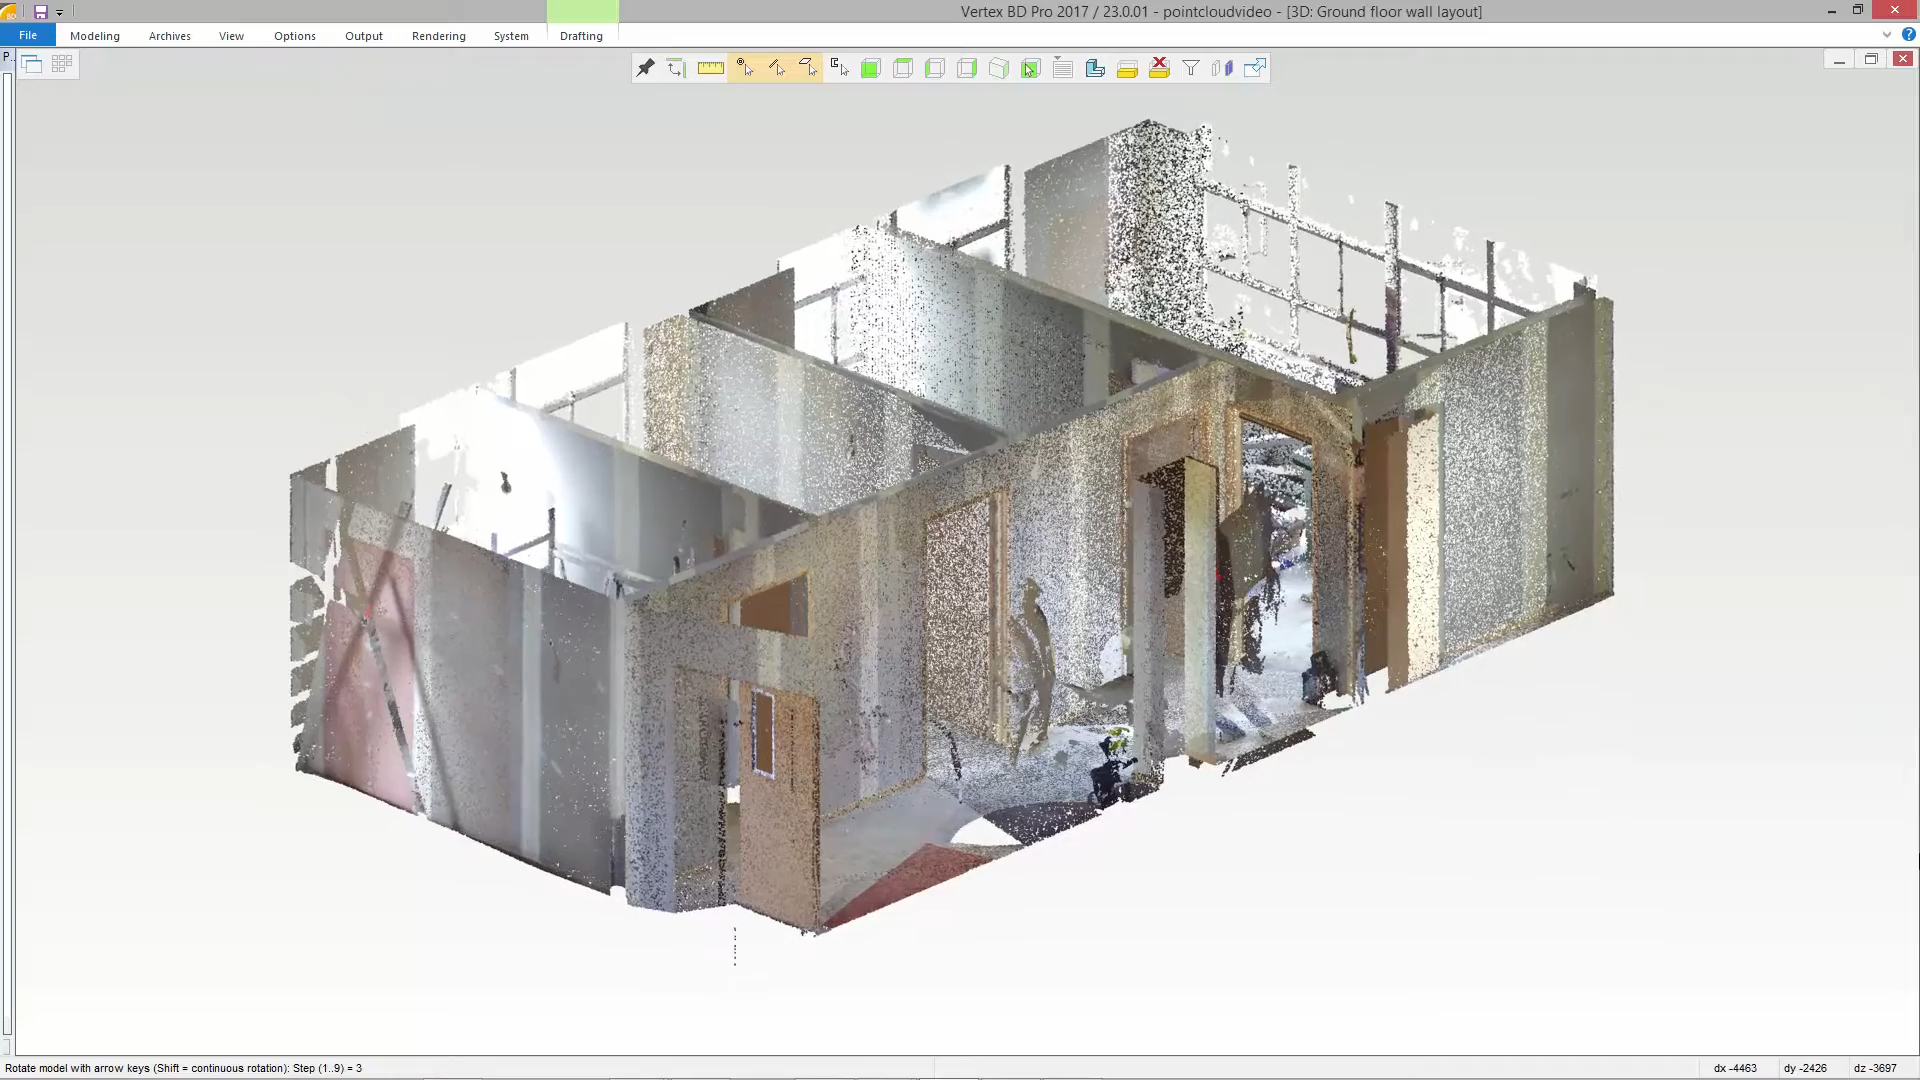 Vertex BD Pro 2017 / 23.0.01 - pointcloudvideo - [3D: Ground floor wall layout]
File Modeling Archives View Options Output Rendering System Drafting
P..
Rotate model with arrow keys (Shift = continuous rotation): Step (1..9) = 3
dx -4463 dy -2426 dz -3697